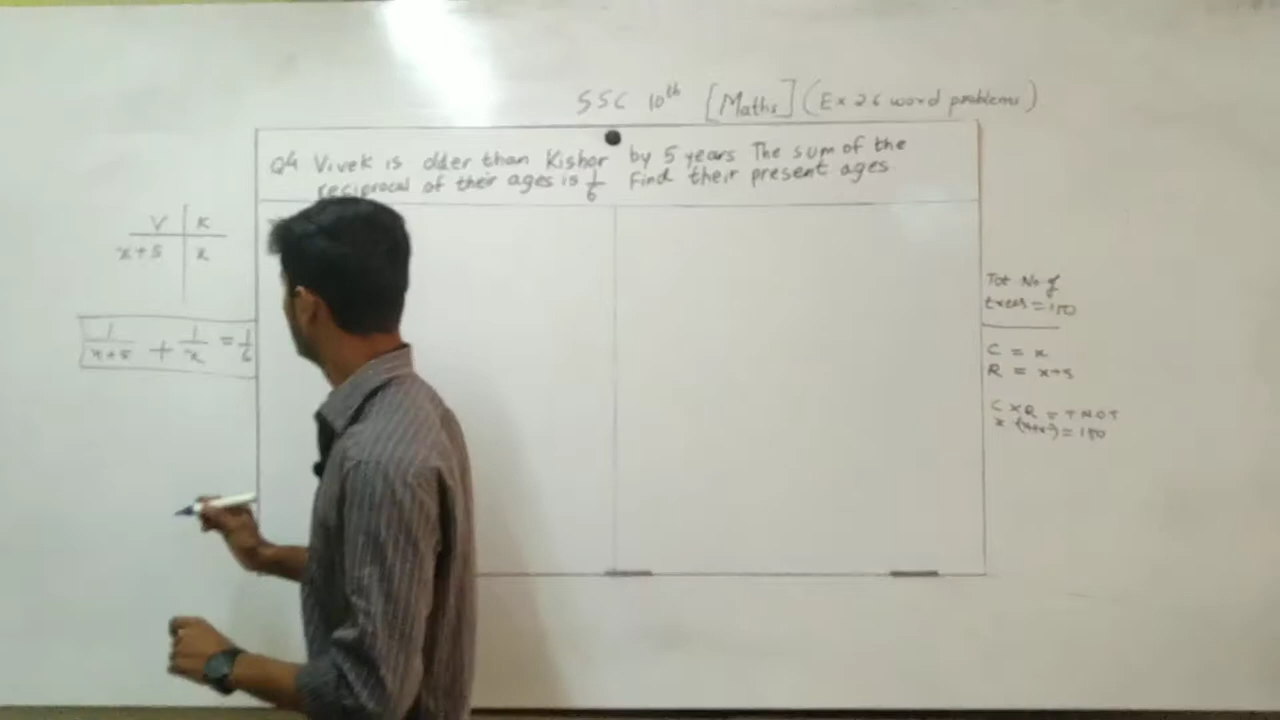 SSC 10th [Maths] (Ex 2.6 word problems)
Q4 Vivek is older than Kishor by 5 years The sum of the
reciprocal of their ages is 1/6 Find their present ages
V | K
x+5 | x
1/x+5 + 1/x = 1/6
Tot No of
trees = 150
C = x
R = x+5
C x R = T N O T
x (x+5) = 150